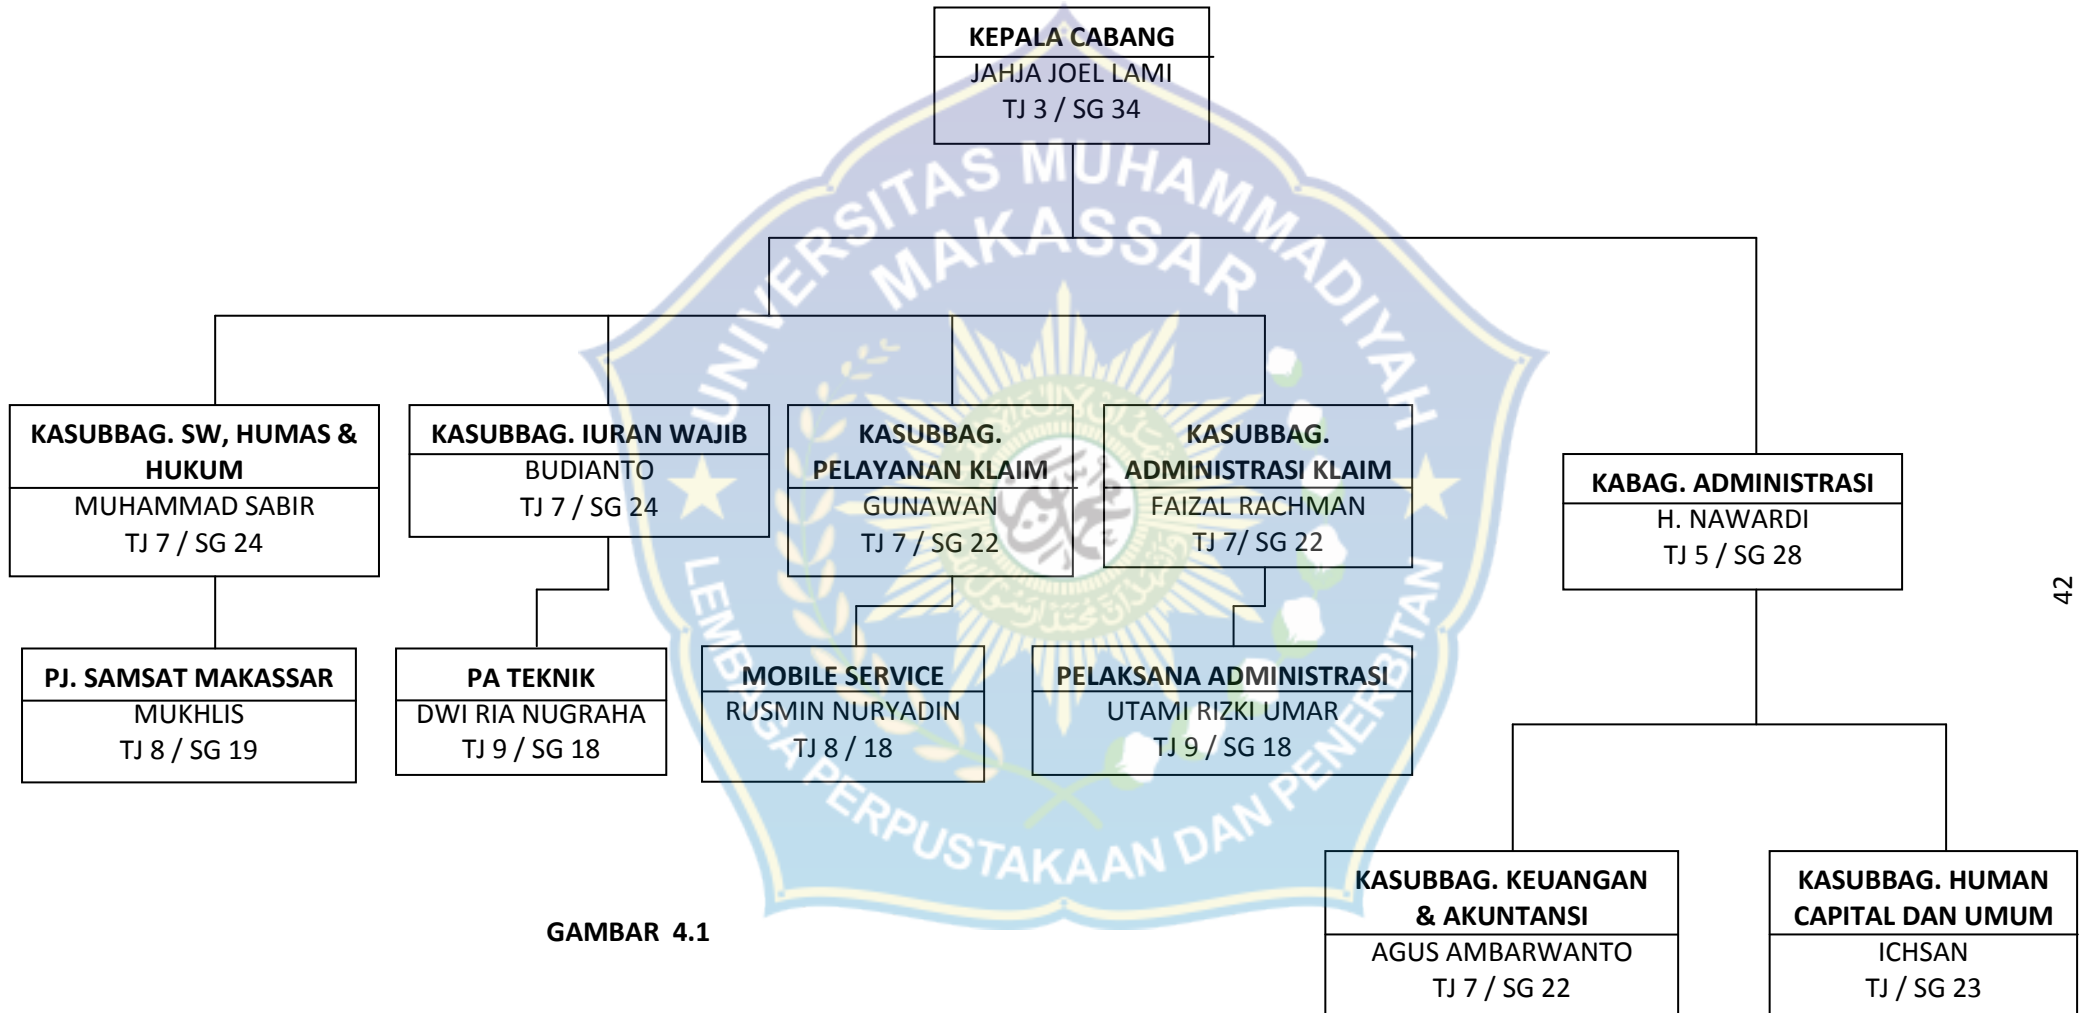 KEPALA CABANG
JAHJA JOEL LAMI
TJ 3 / SG 34
UNIVERSITAS MUHAMMADIYAH
MAKASSAR
KASUBBAG. SW, HUMAS &
HUKUM
MUHAMMAD SABIR
TJ 7 / SG 24
KASUBBAG. IURAN WAJIB
BUDIANTO
TJ 7 / SG 24
KASUBBAG.
PELAYANAN KLAIM
GUNAWAN
TJ 7 / SG 22
KASUBBAG.
ADMINISTRASI KLAIM
FAIZAL RACHMAN
TJ 7/ SG 22
KABAG. ADMINISTRASI
H. NAWARDI
TJ 5 / SG 28
42
PJ. SAMSAT MAKASSAR
MUKHLIS
TJ 8 / SG 19
PA TEKNIK
DWI RIA NUGRAHA
TJ 9 / SG 18
MOBILE SERVICE
RUSMIN NURYADIN
TJ 8 / 18
PELAKSANA ADMINISTRASI
UTAMI RIZKI UMAR
TJ 9 / SG 18
LEMBAGA PERPUSTAKAAN DAN PENERBITAN
KASUBBAG. KEUANGAN
& AKUNTANSI
AGUS AMBARWANTO
TJ 7 / SG 22
KASUBBAG. HUMAN
CAPITAL DAN UMUM
ICHSAN
TJ / SG 23
GAMBAR 4.1